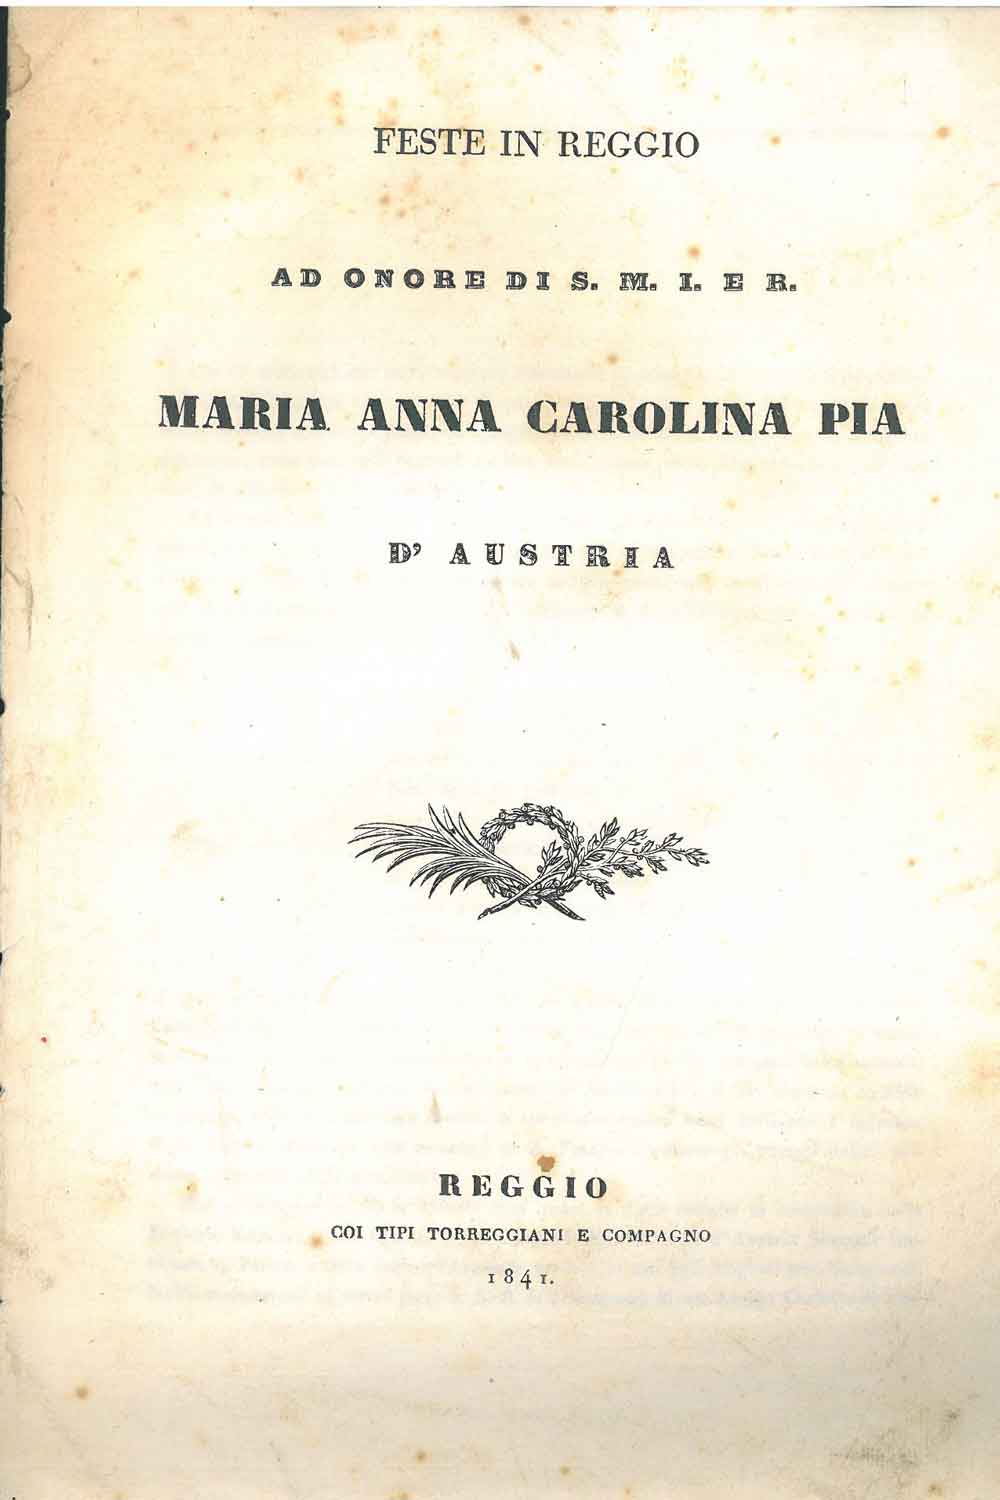 FESTE IN REGGIO
AD ONORE DI S. M. I. E R.
MARIA ANNA CAROLINA PIA
D' AUSTRIA
REGGIO
COI TIPI TORREGGIANI E COMPAGNO
1841.